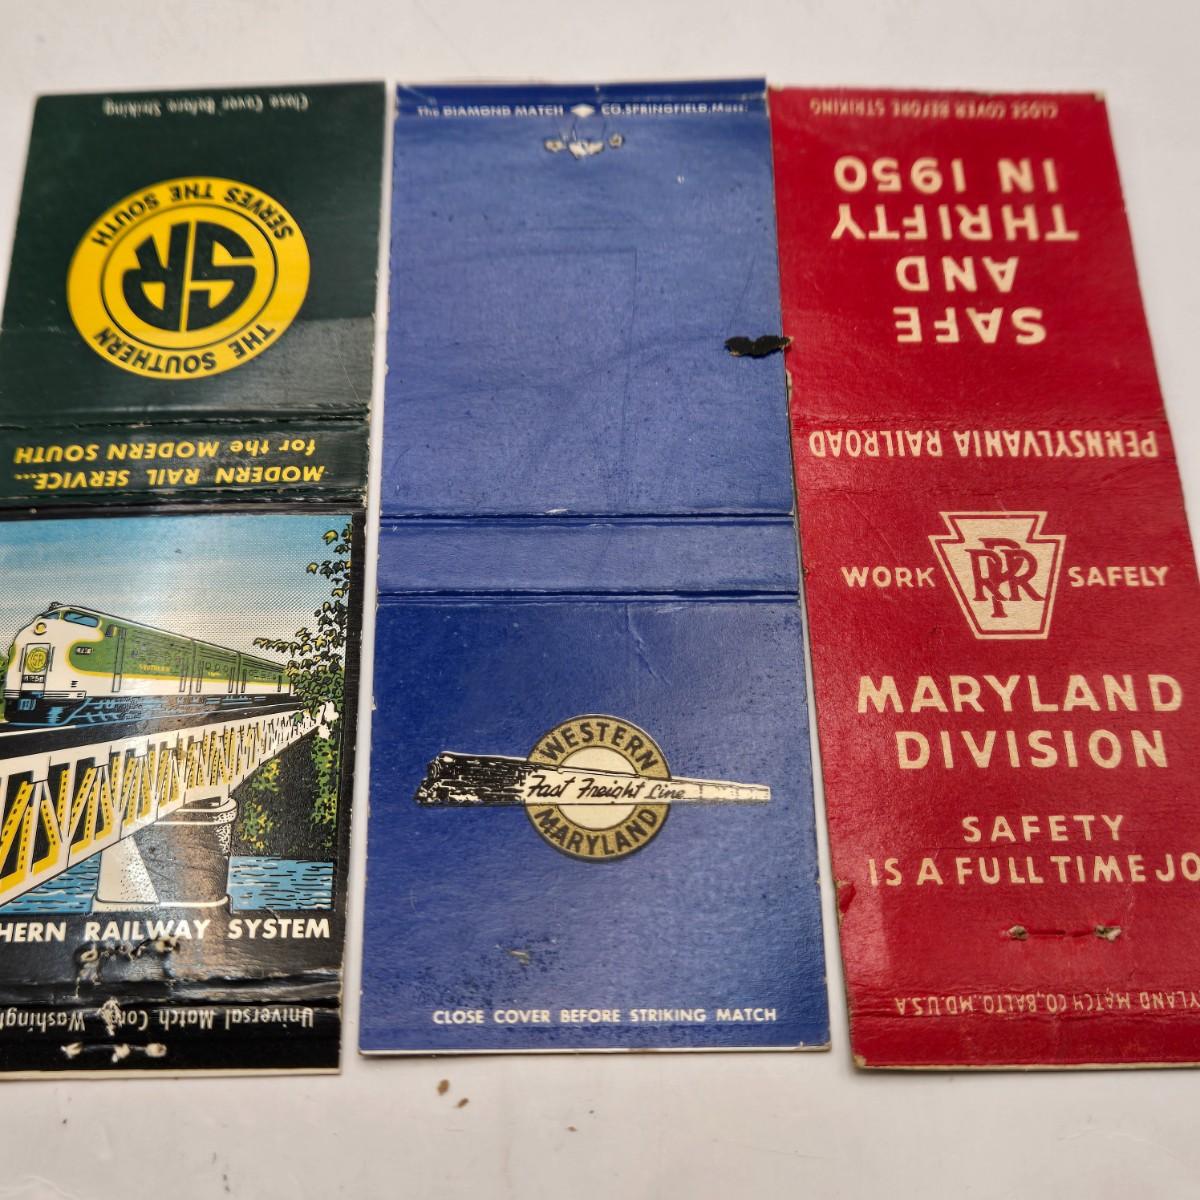 Close Cover Before Striking
THE SOUTHERN
SERVES THE SOUTH
SR
MODERN RAIL SERVICE...
for the MODERN SOUTH
SOUTHERN
HERN RAILWAY SYSTEM
Universal Match Corp., Washingt
The DIAMOND MATCH CO. SPRINGFIELD, Mass.
WESTERN
Fast Freight Line
MARYLAND
CLOSE COVER BEFORE STRIKING MATCH
CLOSE COVER BEFORE STRIKING
SAFE
AND
THRIFTY
IN 1950
PENNSYLVANIA RAILROAD
WORK PRR SAFELY
MARYLAND
DIVISION
SAFETY
IS A FULL TIME JO
YLAND MATCH CO., BALTO. MD. U.S.A